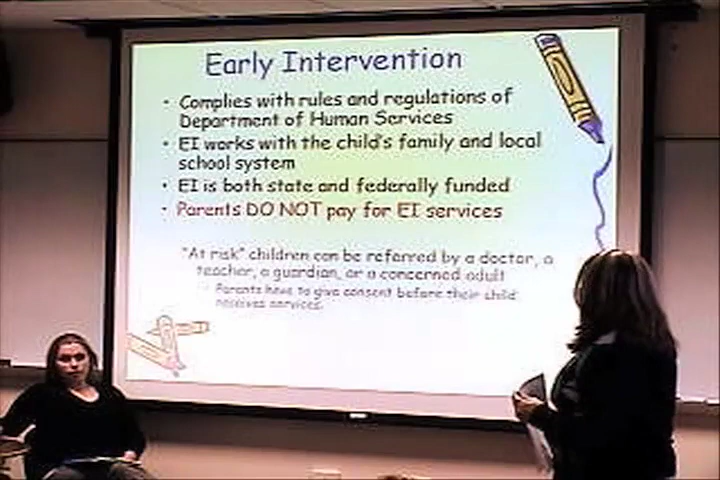 Early Intervention
• Complies with rules and regulations of
Department of Human Services
• EI works with the child's family and local
school system
• EI is both state and federally funded
• Parents DO NOT pay for EI services
"At risk" children can be referred by a doctor, a
teacher, a guardian, or a concerned adult
Parents have to give consent before their child
receives services.